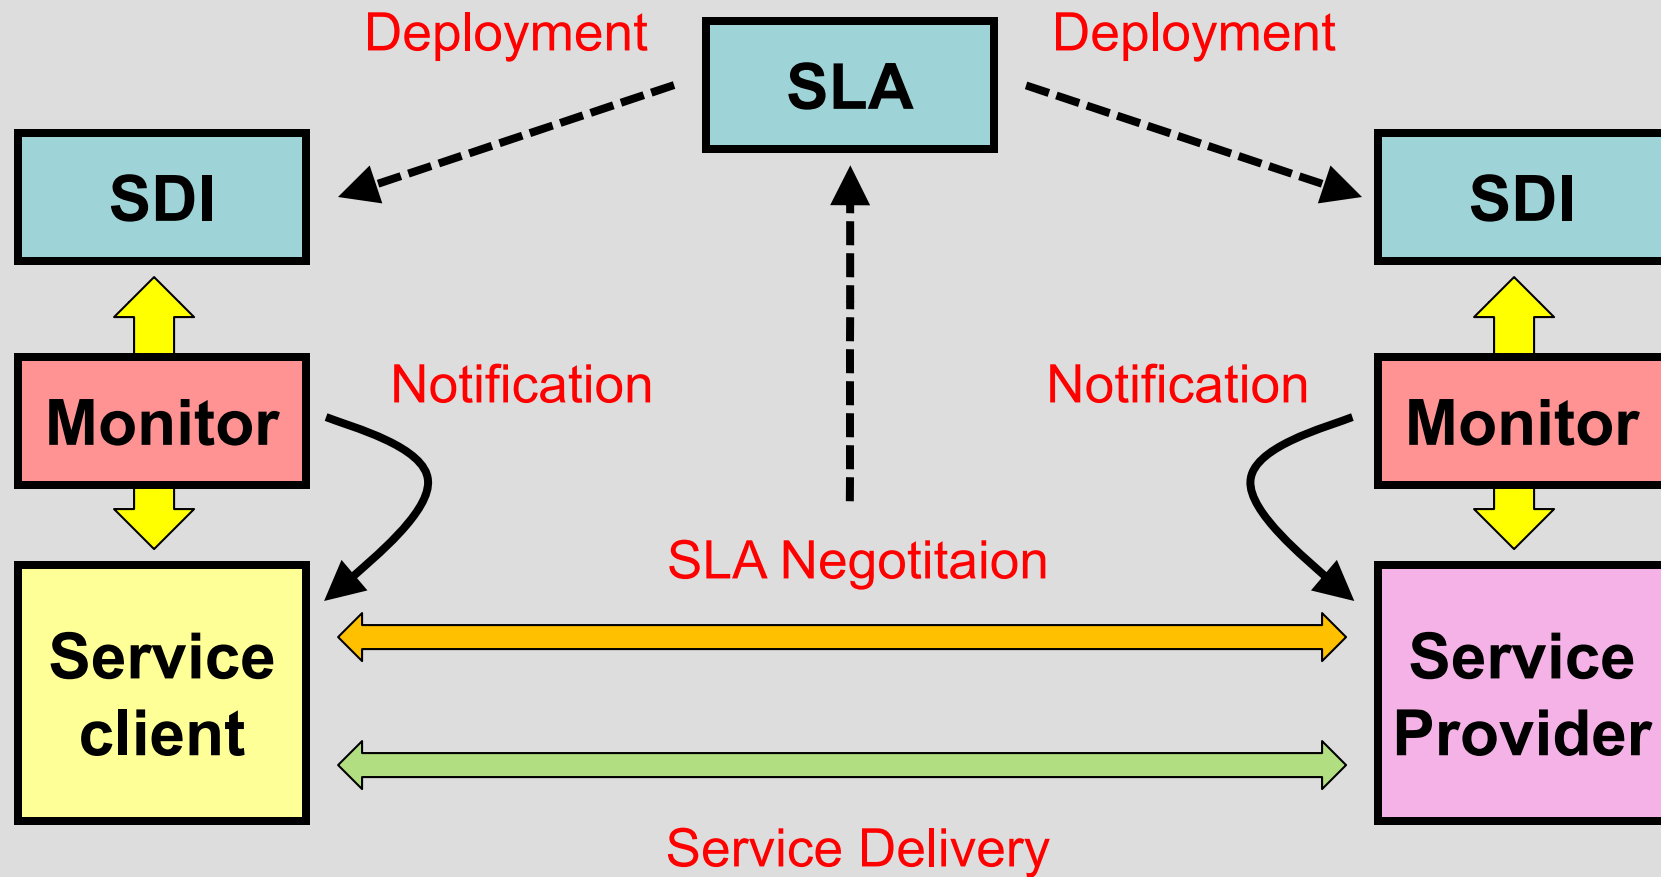 Deployment
SLA
Deployment
SDI
SDI
Monitor
Notification
Notification
Monitor
SLA Negotitaion
Service
client
Service
Provider
Service Delivery